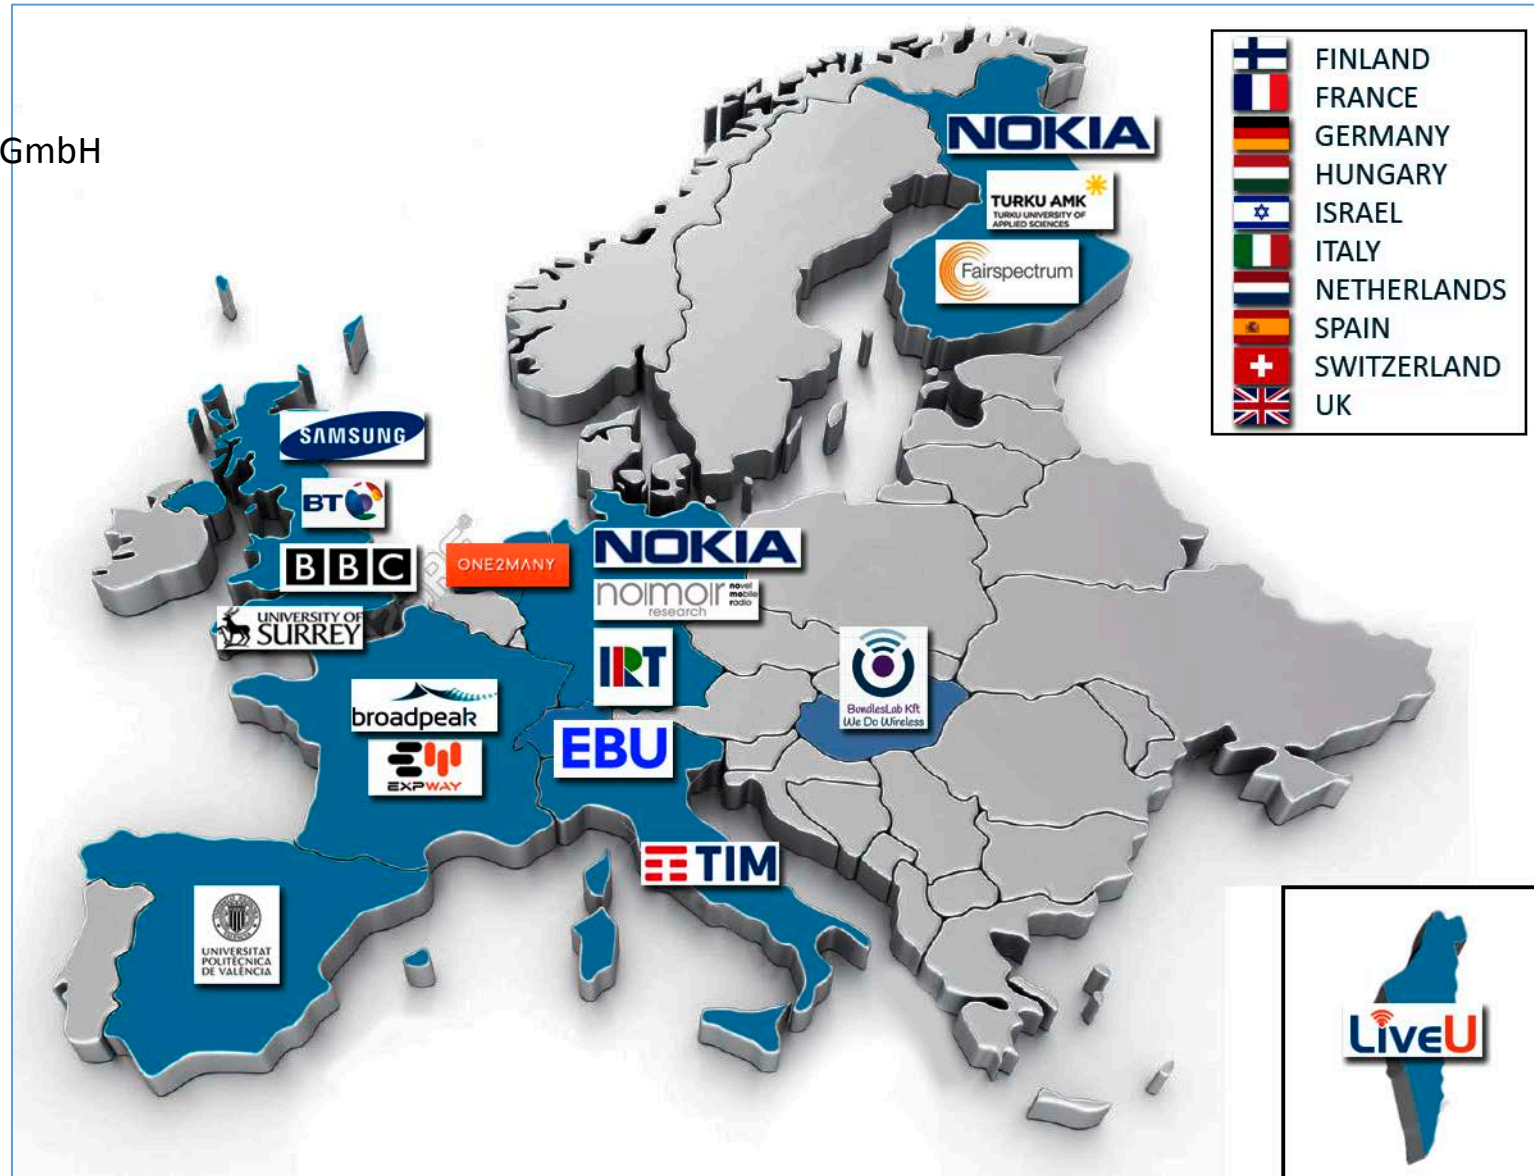 GmbH
FINLAND
FRANCE
GERMANY
HUNGARY
ISRAEL
ITALY
NETHERLANDS
SPAIN
SWITZERLAND
UK
NOKIA
TURKU AMK
TURKU UNIVERSITY OF
APPLIED SCIENCES
Fairspectrum
SAMSUNG
BT
BBC
UNIVERSITY OF
SURREY
ONE2MANY
NOKIA
no|mo|r novel mobile radio
research
IRT
broadpeak
EXPWAY
EBU
BundlesLab Kft
We Do Wireless
TIM
UNIVERSITAT
POLITÈCNICA
DE VALÈNCIA
LiveU